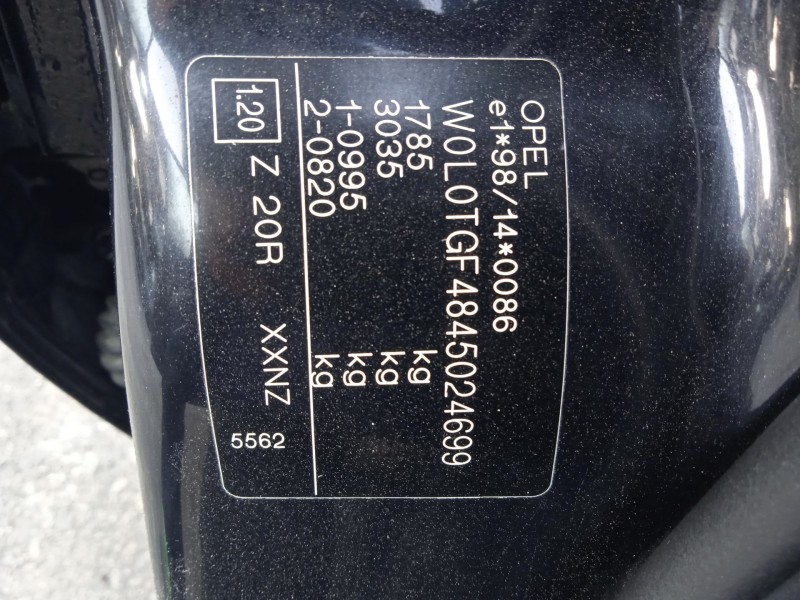 OPEL
e1*98/14*0086
W0L0TGF4845024699
1785 kg
3035 kg
1-0995 kg
2-0820 kg
1.20 Z 20R XXNZ
5562